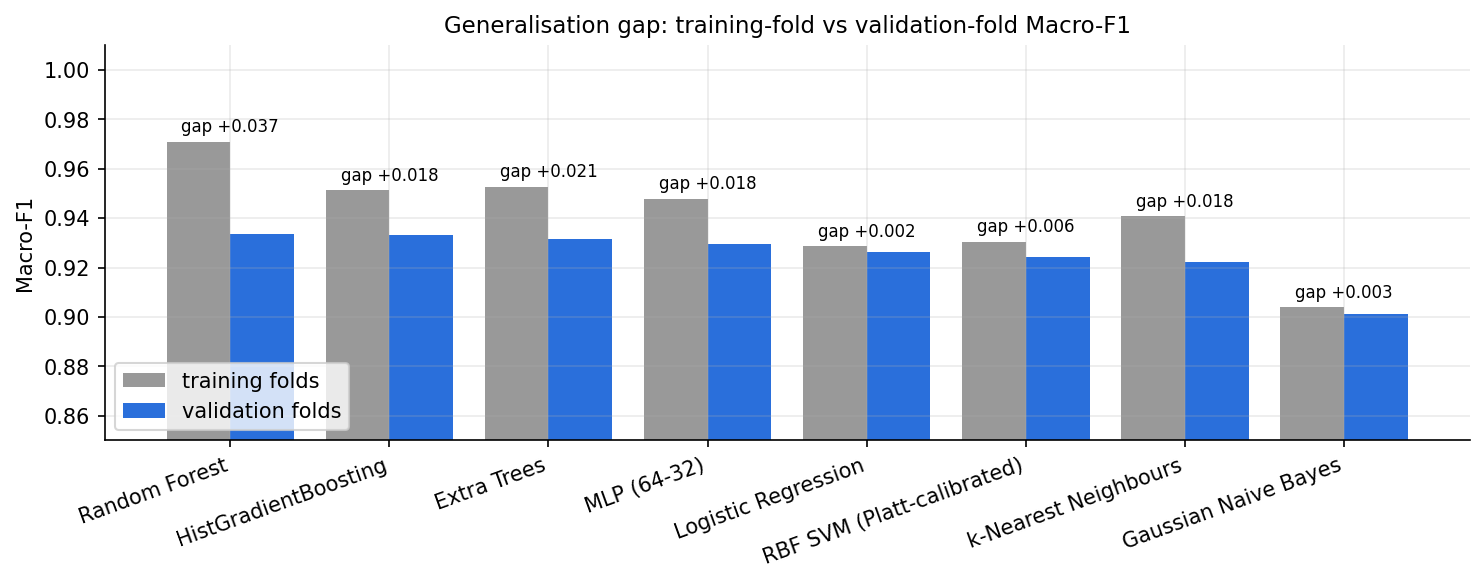 Generalisation gap: training-fold vs validation-fold Macro-F1
Macro-F1
1.00
0.98
0.96
0.94
0.92
0.90
0.88
0.86
gap +0.037
gap +0.018
gap +0.021
gap +0.018
gap +0.002
gap +0.006
gap +0.018
gap +0.003
training folds
validation folds
Random Forest
HistGradientBoosting
Extra Trees
MLP (64-32)
Logistic Regression
RBF SVM (Platt-calibrated)
k-Nearest Neighbours
Gaussian Naive Bayes